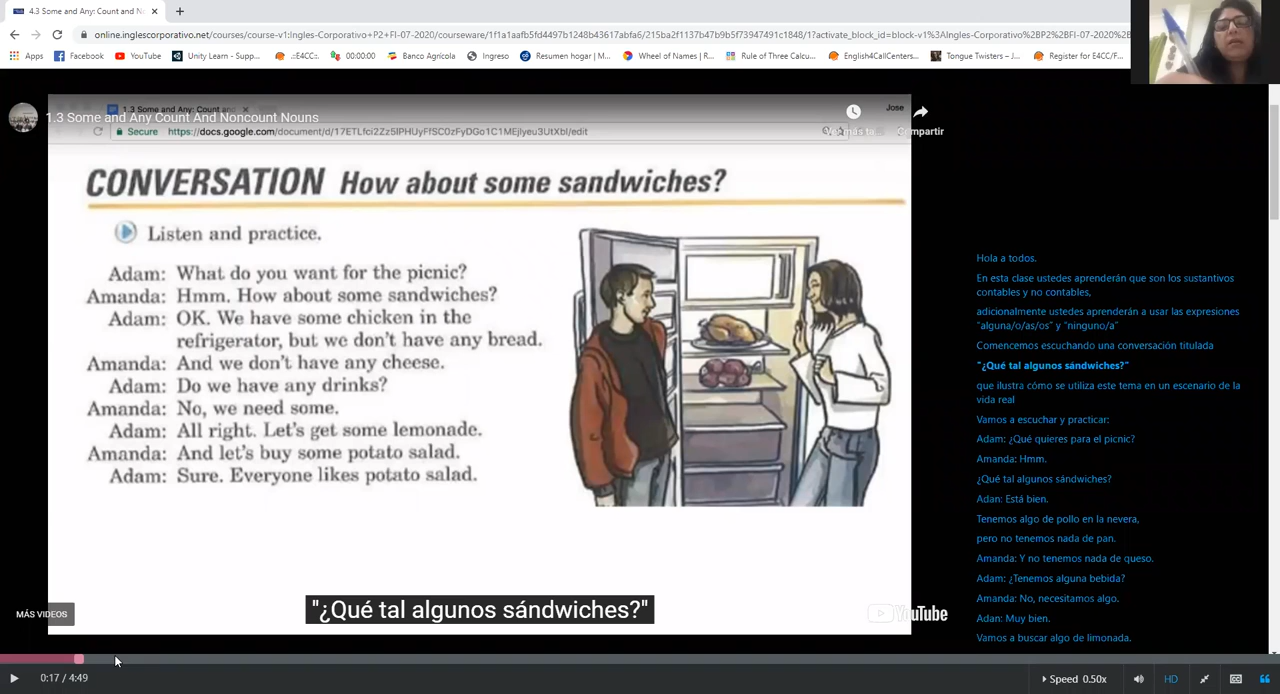 4.3 Some and Any: Count and No
online.inglescorporativo.net/courses/course-v1:Ingles-Corporativo+P2+FI-07-2020/courseware/1f1a1aafb55f4497b1248b43617abfa6/215ba2f1137b47b9b5f73947491c1848/1?activate_block_id=block-v1%3AIngles-Corporativo%2BP2%2BFI-07-2020%2B
Apps
Facebook
YouTube
Unity Learn - Supp...
.::E4CC::.
00:00:00
Banco Agrícola
Ingreso
Resumen hogar | M...
Wheel of Names | R...
Rule of Three Calcu...
English4CallCenters...
Tongue Twisters – J...
Register for E4CC/F...
1.3 Some and Any: Count and
Jose
1.3 Some and Any Count And Noncount Nouns
Secure
https://docs.google.com/document/d/17ETLfci2Zz5IPHUyFfSC0zFyDGo1C1MEjlyeu3UtXbI/edit
Compartir
CONVERSATION How about some sandwiches?
Listen and practice.
Adam: What do you want for the picnic?
Amanda: Hmm. How about some sandwiches?
Adam: OK. We have some chicken in the
refrigerator, but we don't have any bread.
Amanda: And we don't have any cheese.
Adam: Do we have any drinks?
Amanda: No, we need some.
Adam: All right. Let's get some lemonade.
Amanda: And let's buy some potato salad.
Adam: Sure. Everyone likes potato salad.
"¿Qué tal algunos sándwiches?"
MÁS VIDEOS
YouTube
Hola a todos.
En esta clase ustedes aprenderán que son los sustantivos
contables y no contables,
adicionalmente ustedes aprenderán a usar las expresiones
"alguna/o/as/os" y "ninguno/a"
Comencemos escuchando una conversación titulada
"¿Qué tal algunos sándwiches?"
que ilustra cómo se utiliza este tema en un escenario de la
vida real
Vamos a escuchar y practicar:
Adam: ¿Qué quieres para el picnic?
Amanda: Hmm.
¿Qué tal algunos sándwiches?
Adan: Está bien.
Tenemos algo de pollo en la nevera,
pero no tenemos nada de pan.
Amanda: Y no tenemos nada de queso.
Adam: ¿Tenemos alguna bebida?
Amanda: No, necesitamos algo.
Adam: Muy bien.
Vamos a buscar algo de limonada.
0:17 / 4:49
Speed 0.50x
HD